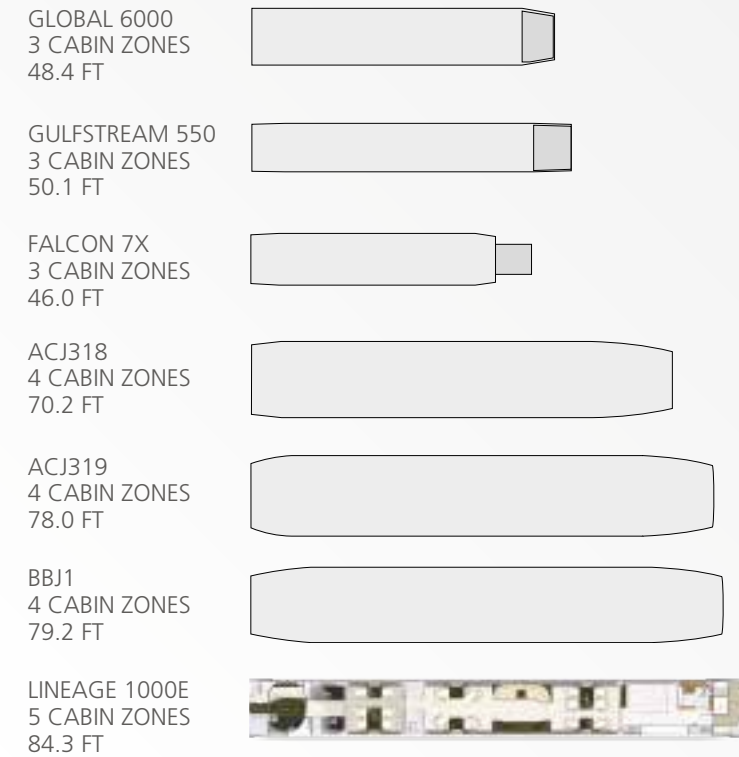 GLOBAL 6000
3 CABIN ZONES
48.4 FT
GULFSTREAM 550
3 CABIN ZONES
50.1 FT
FALCON 7X
3 CABIN ZONES
46.0 FT
ACJ318
4 CABIN ZONES
70.2 FT
ACJ319
4 CABIN ZONES
78.0 FT
BBJ1
4 CABIN ZONES
79.2 FT
LINEAGE 1000E
5 CABIN ZONES
84.3 FT